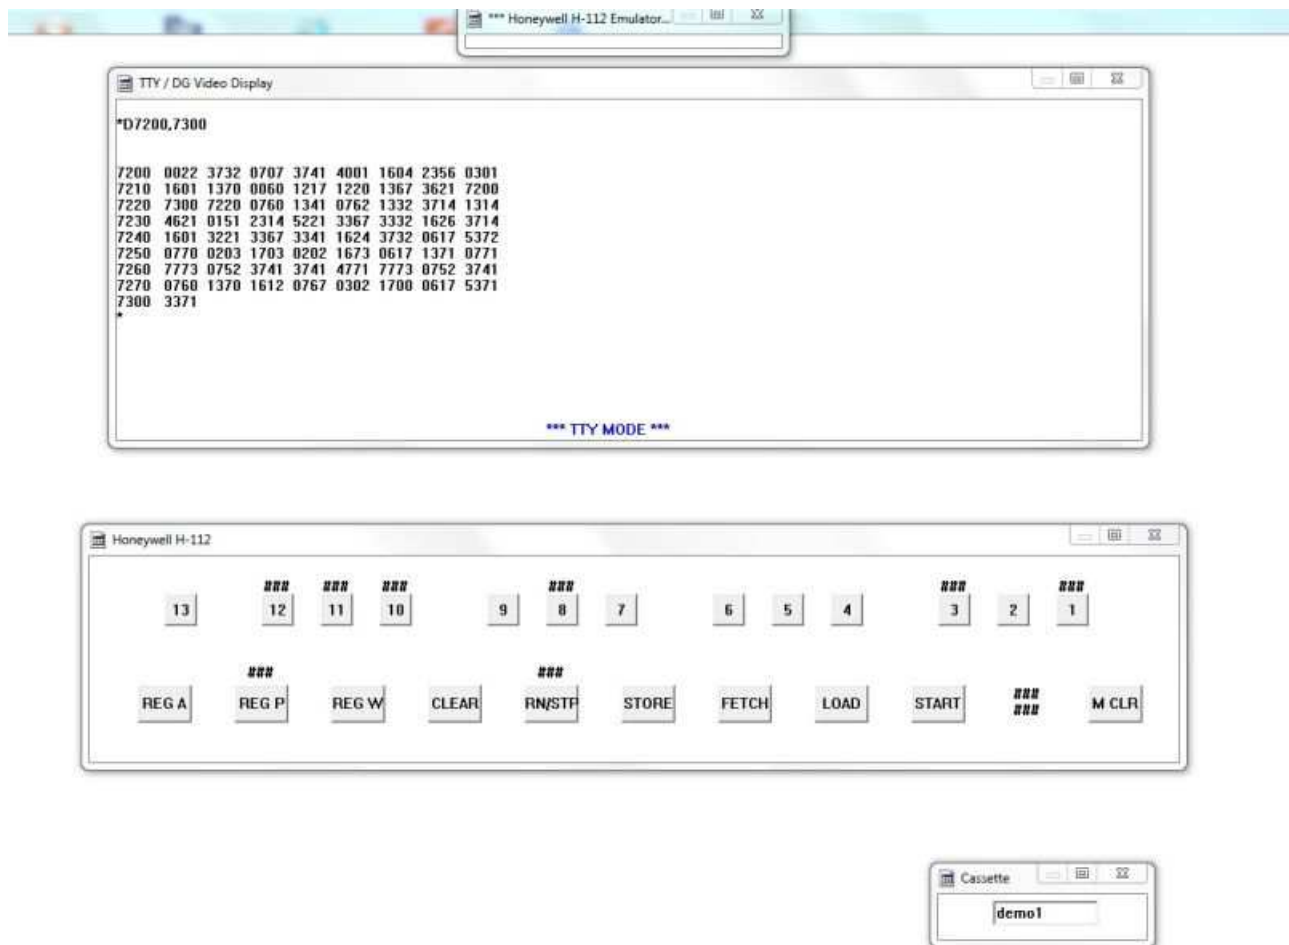 *** Honeywell H-112 Emulator...
TTY / DG Video Display
*D7200,7300
7200 0022 3732 0707 3741 4001 1604 2356 0301
7210 1601 1370 0060 1217 1220 1367 3621 7200
7220 7300 7220 0760 1341 0762 1332 3714 1314
7230 4621 0151 2314 5221 3367 3332 1626 3714
7240 1601 3221 3367 3341 1624 3732 0617 5372
7250 0770 0203 1703 0202 1673 0617 1371 0771
7260 7773 0752 3741 3741 4771 7773 0752 3741
7270 0760 1370 1612 0767 0302 1700 0617 5371
7300 3371
*
*** TTY MODE ***
Honeywell H-112
### ### ### ### ### ###
13 12 11 10 9 8 7 6 5 4 3 2 1
### ###
REG A REG P REG W CLEAR RN/STP STORE FETCH LOAD START ### M CLR
###
Cassette
demo1